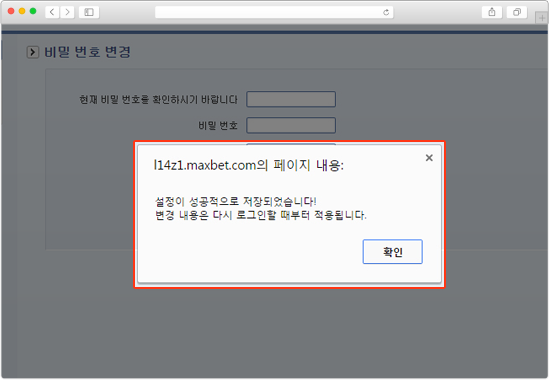 비밀 번호 변경
현재 비밀 번호를 확인하시기 바합니다
비밀 번호
l14z1.maxbet.com의 페이지 내용:
설정이 성공적으로 저장되었습니다!
변경 내용은 다시 로그인할 때부터 적용됩니다.
확인